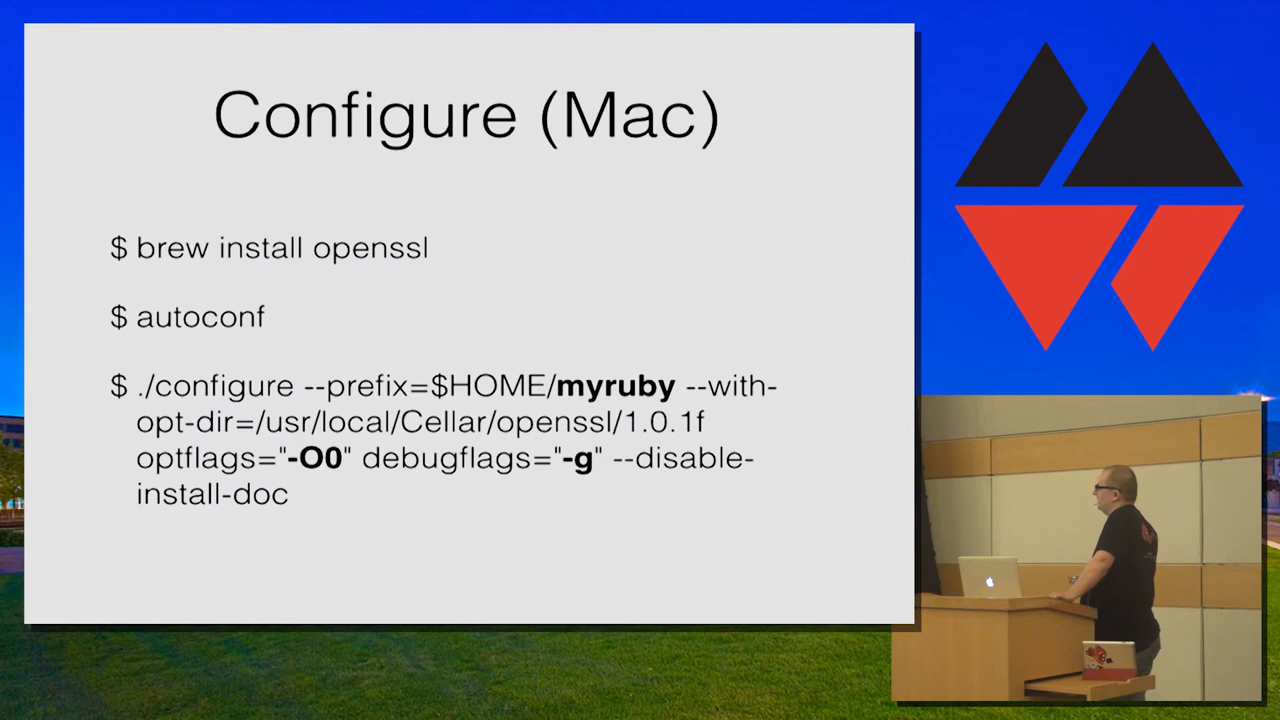 Configure (Mac)
$ brew install openssl
$ autoconf
$ ./configure --prefix=$HOME/myruby --with-
opt-dir=/usr/local/Cellar/openssl/1.0.1f
optflags="-O0" debugflags="-g" --disable-
install-doc